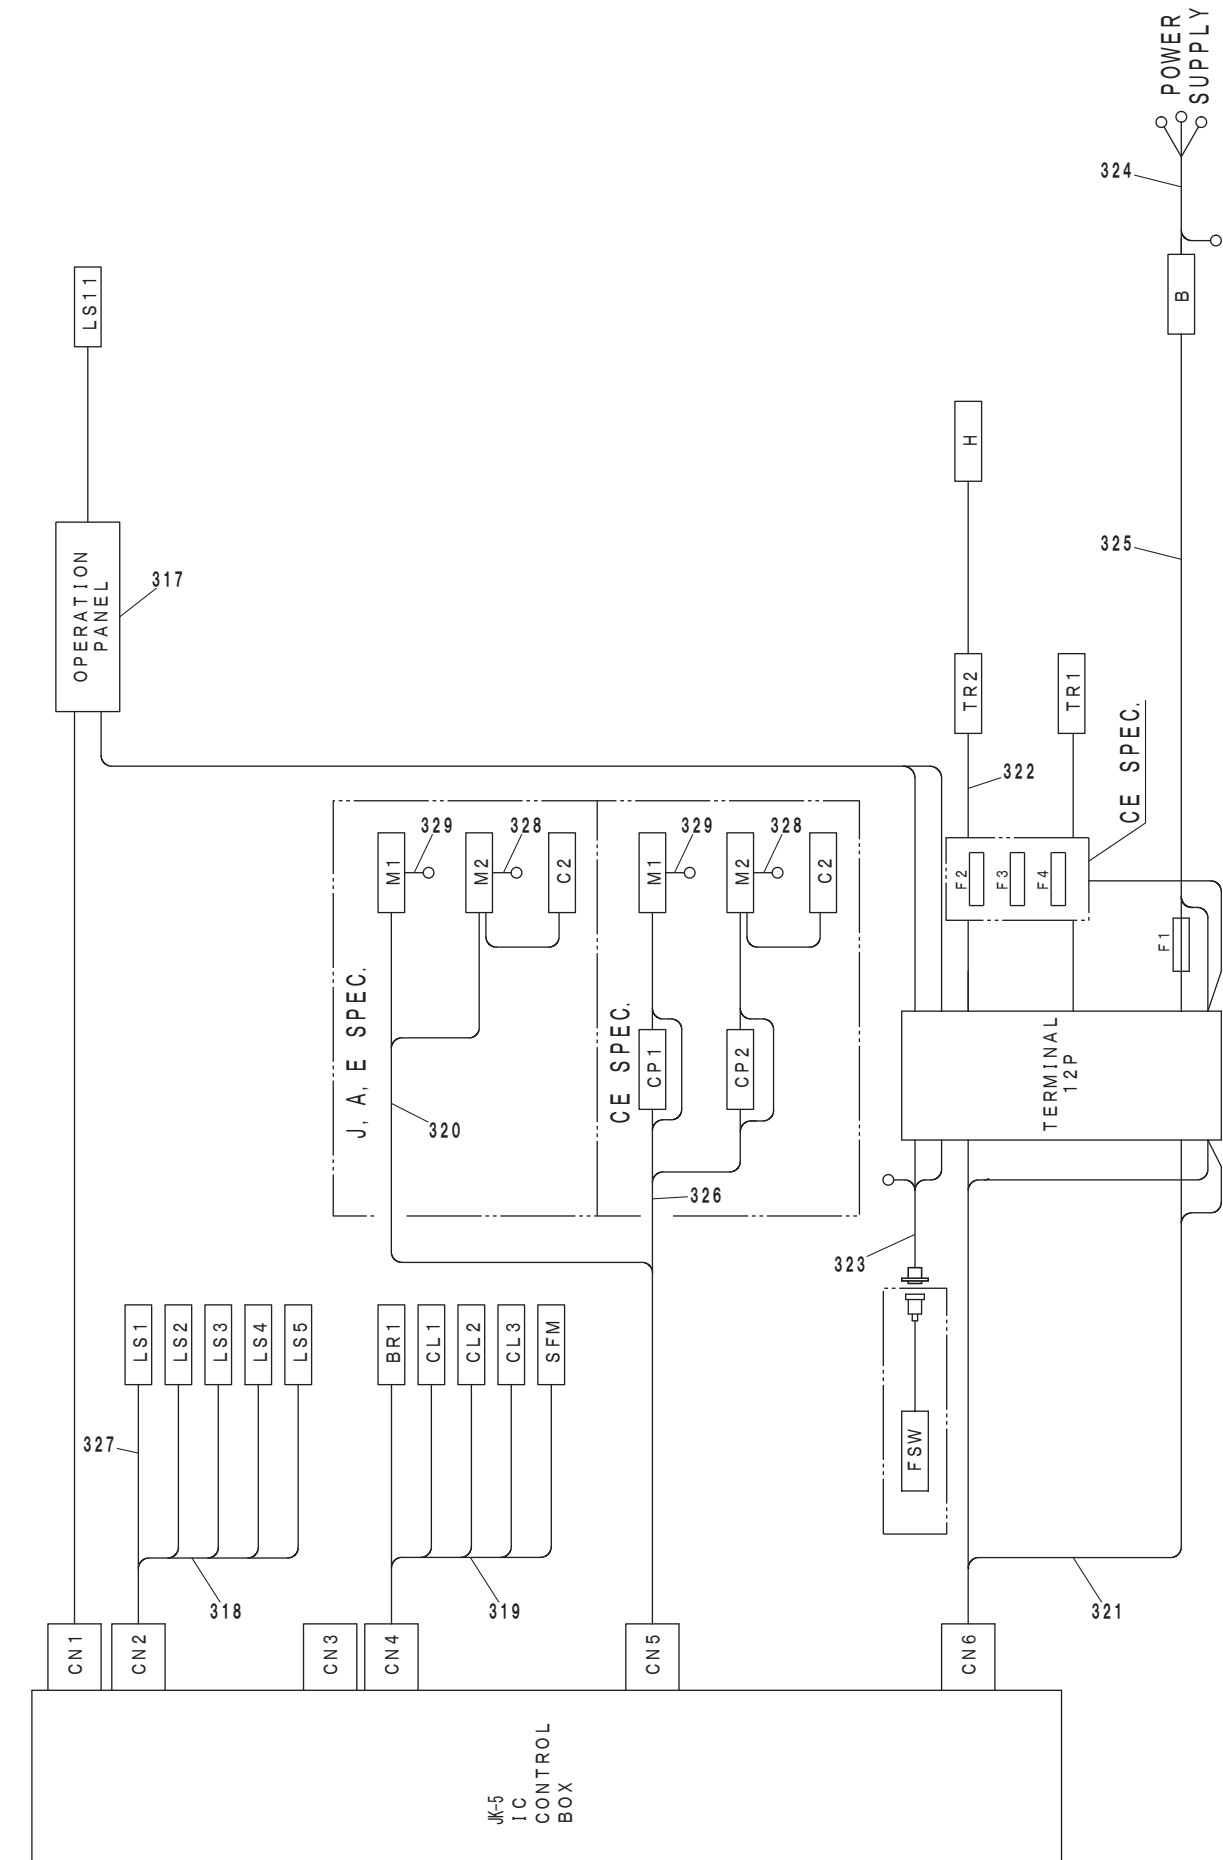 POWER
SUPPLY
324
LS11
B
H
OPERATION
PANEL
317
325
TR2
TR1
CE SPEC.
322
M1
329
M2
328
C2
M1
329
M2
328
C2
F2
F3
F4
F1
J, A, E SPEC.
CE SPEC.
CP1
CP2
TERMINAL
12P
320
326
323
LS1
LS2
LS3
LS4
LS5
BR1
CL1
CL2
CL3
SFM
327
FSW
318
319
321
CN1
CN2
CN3
CN4
CN5
CN6
JK-5
IC
CONTROL
BOX